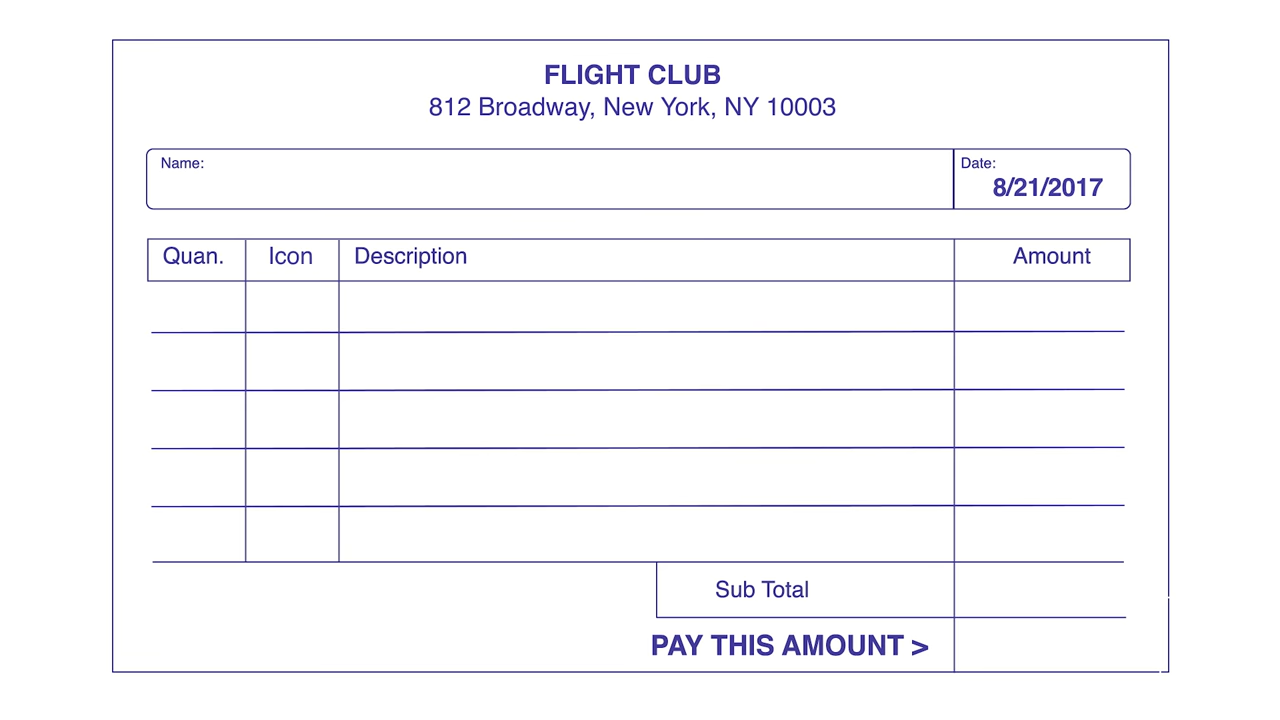 FLIGHT CLUB
812 Broadway, New York, NY 10003
Name:
Date:
8/21/2017
Quan. Icon Description Amount
Sub Total
PAY THIS AMOUNT >